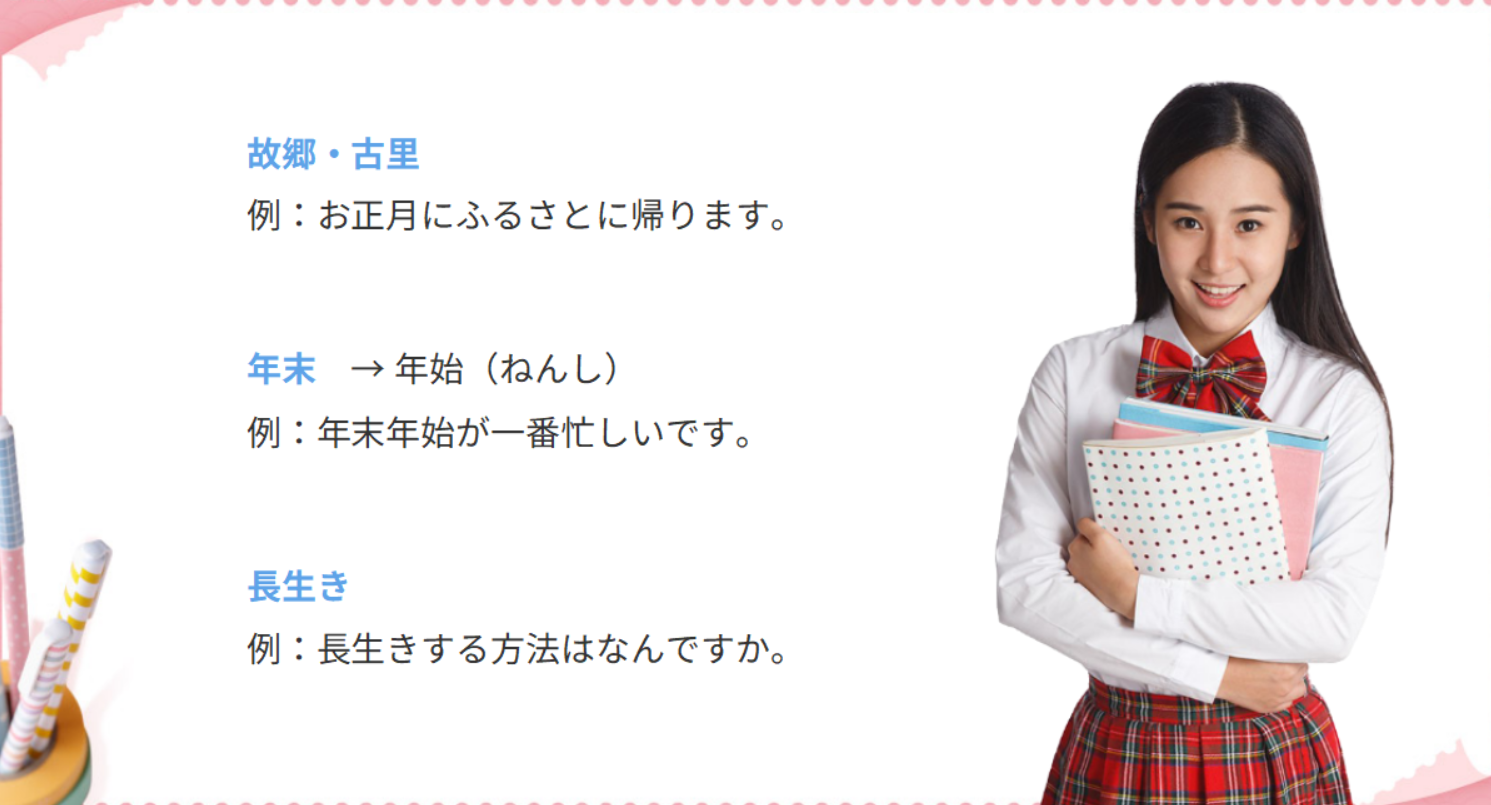 故郷・古里
例：お正月にふるさとに帰ります。
年末　→ 年始（ねんし）
例：年末年始が一番忙しいです。
長生き
例：長生きする方法はなんですか。